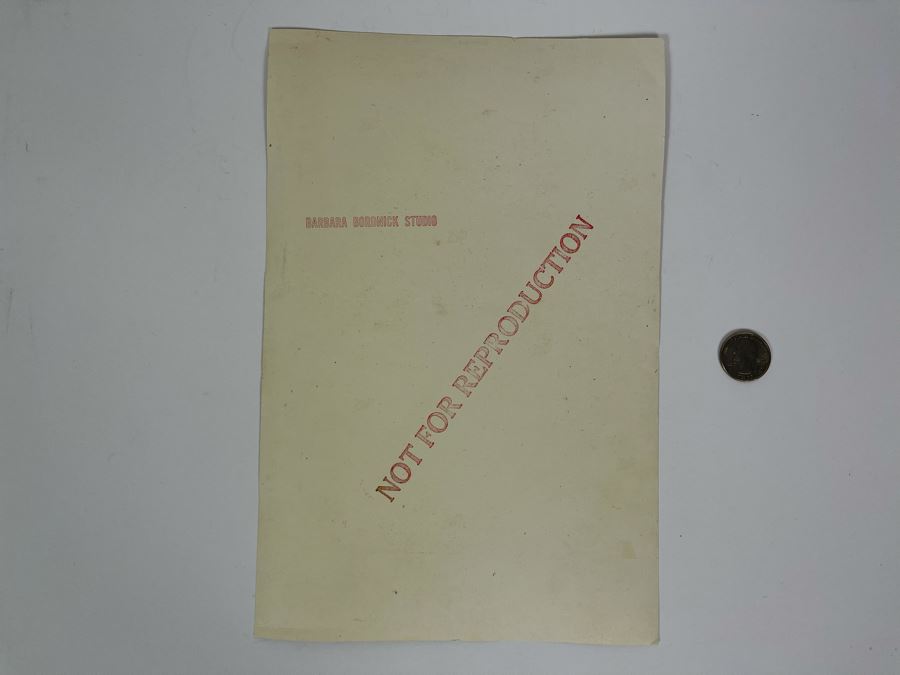 BARBARA BORDNICK STUDIO
NOT FOR REPRODUCTION